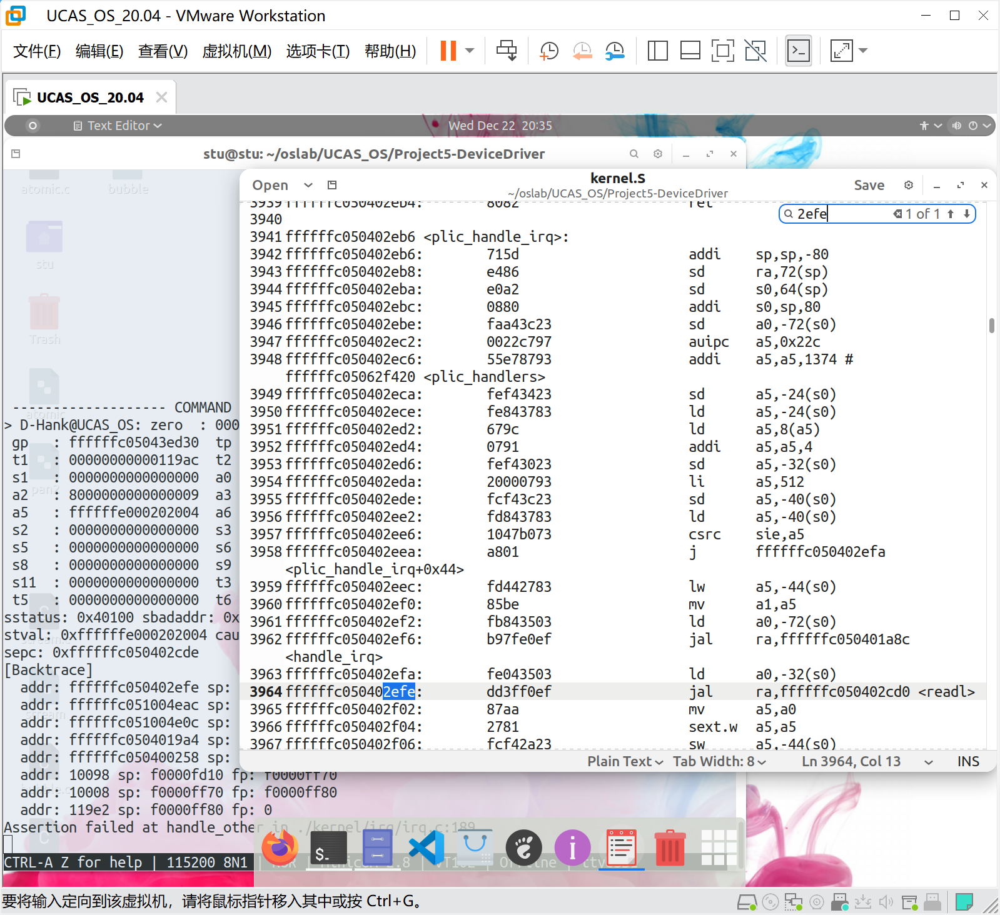 UCAS_OS_20.04 - VMware Workstation
文件(F) 编辑(E) 查看(V) 虚拟机(M) 选项卡(T) 帮助(H)
UCAS_OS_20.04
Text Editor
Wed Dec 22 20:35
stu@stu: ~/oslab/UCAS_OS/Project5-DeviceDriver
atomic.c
bubble
stu
Trash
atomic
pan2
stream.c
stream
------------------- COMMAND
> D-Hank@UCAS_OS: zero  : 000
gp   : ffffffc05043ed30  tp
t1   : 00000000000119ac  t2
s1   : 0000000000000000  a0
a2   : 8000000000000009  a3
a5   : ffffffe000202004  a6
s2   : 0000000000000000  s3
s5   : 0000000000000000  s6
s8   : 0000000000000000  s9
s11  : 0000000000000000  t3
t5   : 0000000000000000  t6
sstatus: 0x40100 sbadaddr: 0x
stval: 0xffffffe000202004 cau
sepc: 0xffffffc050402cde
[Backtrace]
addr: ffffffc050402efe sp:
addr: ffffffc051004eac sp:
addr: ffffffc051004e0c sp:
addr: ffffffc0504019a4 sp:
addr: ffffffc050400258 sp:
addr: 10098 sp: f0000fd10 fp: f0000ff70
addr: 10008 sp: f0000ff70 fp: f0000ff80
addr: 119e2 sp: f0000ff80 fp: 0
Assertion failed at handle_other in ./kernel/irq/irq.c:189
CTRL-A Z for help | 115200 8N1 | NOR | Minicom 2.8 | VT102 | Offline |
Open
kernel.S
~/oslab/UCAS_OS/Project5-DeviceDriver
Save
2efe
1 of 1
3939 ffffffc050402eb4: 8082 ret
3940
3941 ffffffc050402eb6 <plic_handle_irq>:
3942 ffffffc050402eb6: 715d addi sp,sp,-80
3943 ffffffc050402eb8: e486 sd ra,72(sp)
3944 ffffffc050402eba: e0a2 sd s0,64(sp)
3945 ffffffc050402ebc: 0880 addi s0,sp,80
3946 ffffffc050402ebe: faa43c23 sd a0,-72(s0)
3947 ffffffc050402ec2: 0022c797 auipc a5,0x22c
3948 ffffffc050402ec6: 55e78793 addi a5,a5,1374 #
ffffffc05062f420 <plic_handlers>
3949 ffffffc050402eca: fef43423 sd a5,-24(s0)
3950 ffffffc050402ece: fe843783 ld a5,-24(s0)
3951 ffffffc050402ed2: 679c ld a5,8(a5)
3952 ffffffc050402ed4: 0791 addi a5,a5,4
3953 ffffffc050402ed6: fef43023 sd a5,-32(s0)
3954 ffffffc050402eda: 20000793 li a5,512
3955 ffffffc050402ede: fcf43c23 sd a5,-40(s0)
3956 ffffffc050402ee2: fd843783 ld a5,-40(s0)
3957 ffffffc050402ee6: 1047b073 csrc sie,a5
3958 ffffffc050402eea: a801 j ffffffc050402efa
<plic_handle_irq+0x44>
3959 ffffffc050402eec: fd442783 lw a5,-44(s0)
3960 ffffffc050402ef0: 85be mv a1,a5
3961 ffffffc050402ef2: fb843503 ld a0,-72(s0)
3962 ffffffc050402ef6: b97fe0ef jal ra,ffffffc050401a8c
<handle_irq>
3963 ffffffc050402efa: fe043503 ld a0,-32(s0)
3964 ffffffc050402efe: dd3ff0ef jal ra,ffffffc050402cd0 <readl>
3965 ffffffc050402f02: 87aa mv a5,a0
3966 ffffffc050402f04: 2781 sext.w a5,a5
3967 ffffffc050402f06: fcf42a23 sw a5,-44(s0)
Plain Text Tab Width: 8 Ln 3964, Col 13 INS
要将输入定向到该虚拟机，请将鼠标指针移入其中或按 Ctrl+G。